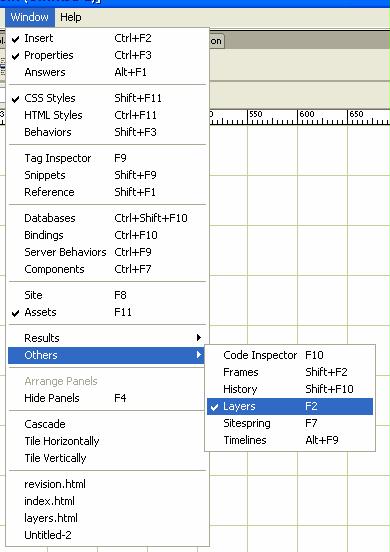 Window Help
Insert Ctrl+F2
Properties Ctrl+F3
Answers Alt+F1
CSS Styles Shift+F11
HTML Styles Ctrl+F11
Behaviors Shift+F3
Tag Inspector F9
Snippets Shift+F9
Reference Shift+F1
Databases Ctrl+Shift+F10
Bindings Ctrl+F10
Server Behaviors Ctrl+F9
Components Ctrl+F7
Site F8
Assets F11
Results
Others
Arrange Panels
Hide Panels F4
Cascade
Tile Horizontally
Tile Vertically
revision.html
index.html
layers.html
Untitled-2
550 600 650
Code Inspector F10
Frames Shift+F2
History Shift+F10
Layers F2
Sitespring F7
Timelines Alt+F9